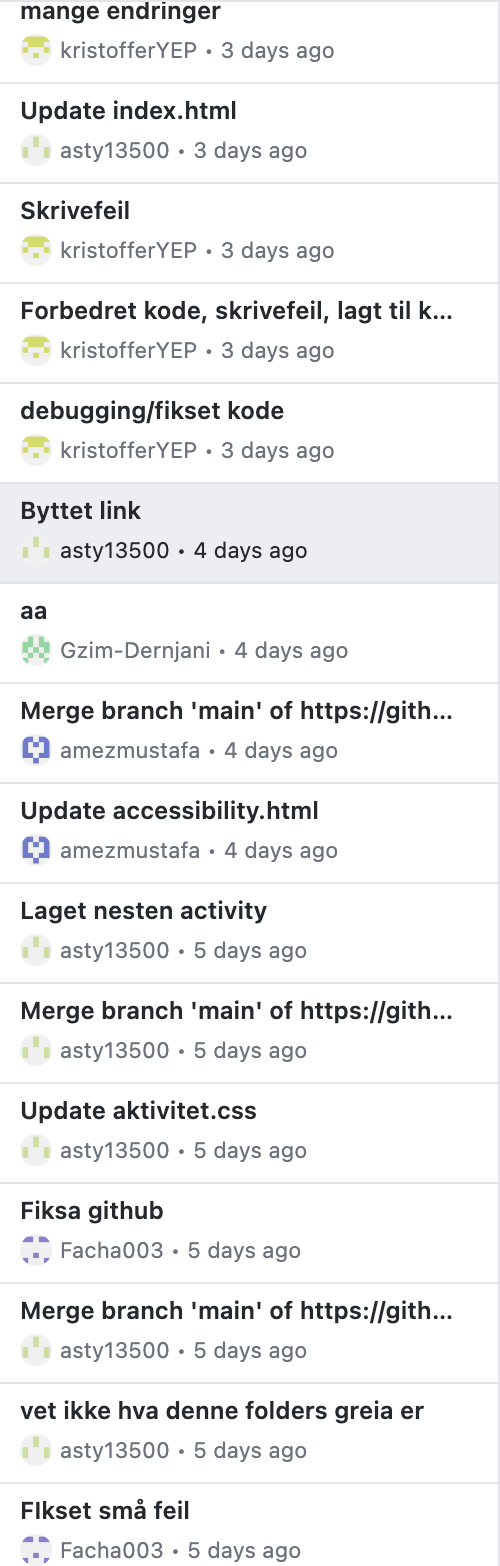 mange endringer
kristofferYEP • 3 days ago
Update index.html
asty13500 • 3 days ago
Skrivefeil
kristofferYEP • 3 days ago
Forbedret kode, skrivefeil, lagt til k...
kristofferYEP • 3 days ago
debugging/fikset kode
kristofferYEP • 3 days ago
Byttet link
asty13500 • 4 days ago
aa
Gzim-Dernjani • 4 days ago
Merge branch 'main' of https://gith...
amezmustafa • 4 days ago
Update accessibility.html
amezmustafa • 4 days ago
Laget nesten activity
asty13500 • 5 days ago
Merge branch 'main' of https://gith...
asty13500 • 5 days ago
Update aktivitet.css
asty13500 • 5 days ago
Fiksa github
Facha003 • 5 days ago
Merge branch 'main' of https://gith...
asty13500 • 5 days ago
vet ikke hva denne folders greia er
asty13500 • 5 days ago
FIkset små feil
Facha003 • 5 days ago